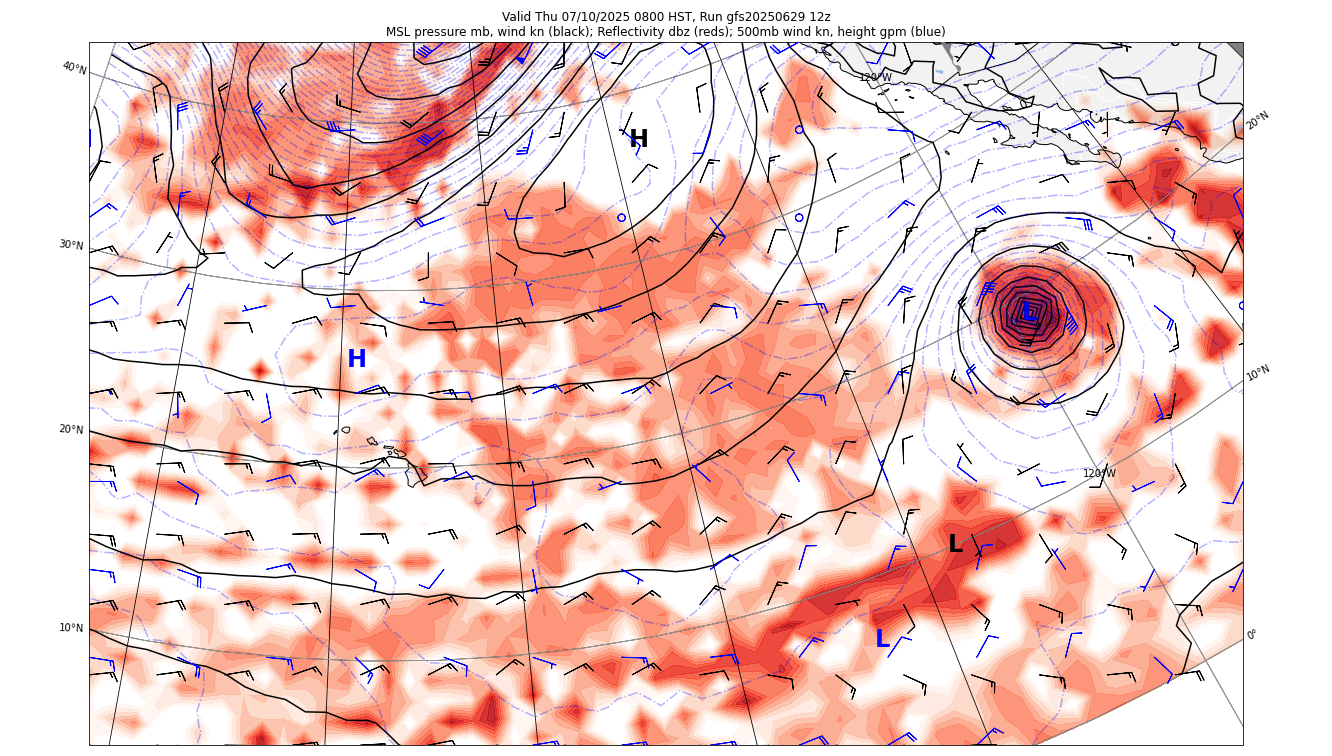 Valid Thu 07/10/2025 0800 HST, Run gfs20250629 12z
MSL pressure mb, wind kn (black); Reflectivity dbz (reds); 500mb wind kn, height gpm (blue)
40°N
120°W
20°N
H
30°N
L
H
10°N
20°N
120°W
L
10°N
L
0°